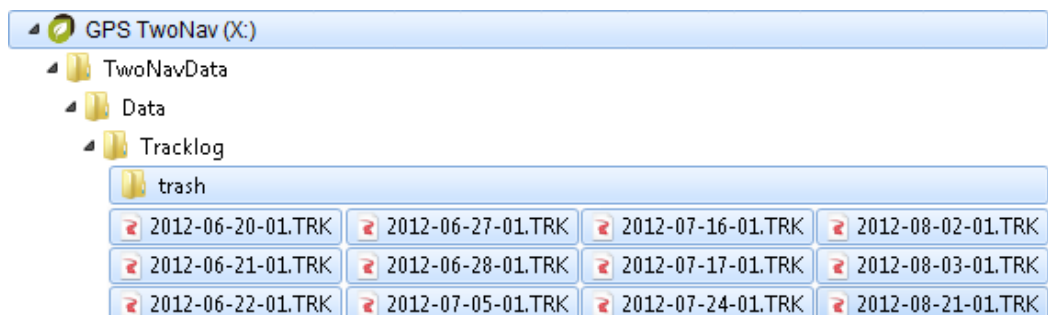 GPS TwoNav (X:)
TwoNavData
Data
Tracklog
trash
2012-06-20-01.TRK 2012-06-27-01.TRK 2012-07-16-01.TRK 2012-08-02-01.TRK
2012-06-21-01.TRK 2012-06-28-01.TRK 2012-07-17-01.TRK 2012-08-03-01.TRK
2012-06-22-01.TRK 2012-07-05-01.TRK 2012-07-24-01.TRK 2012-08-21-01.TRK